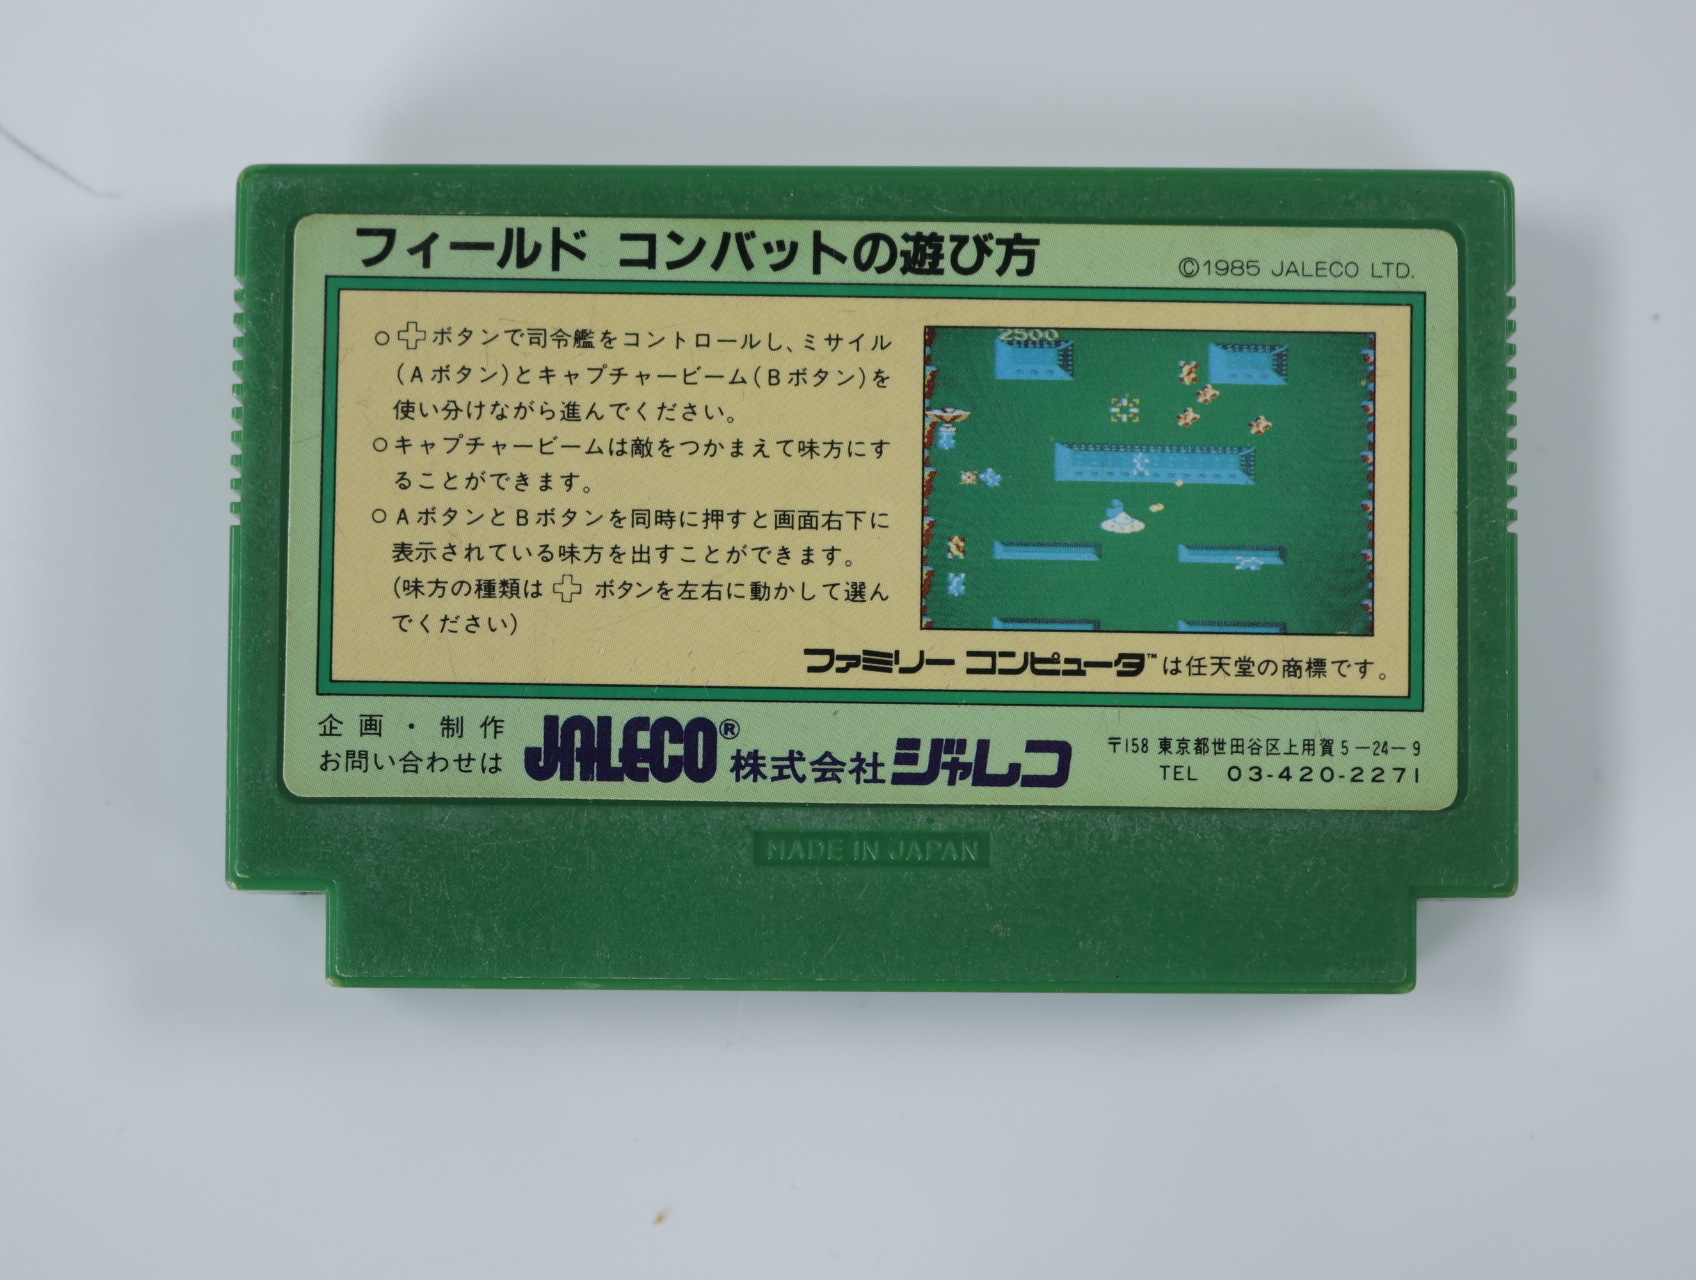 フィールド コンバットの遊び方
©1985 JALECO LTD.
○✚ボタンで司令艦をコントロールし、ミサイル
(Aボタン)とキャプチャービーム(Bボタン)を
使い分けながら進んでください。
○キャプチャービームは敵をつかまえて味方にす
ることができます。
○AボタンとBボタンを同時に押すと画面右下に
表示されている味方を出すことができます。
(味方の種類は✚ボタンを左右に動かして選ん
でください)
2500
ファミリー コンピュータ™は任天堂の商標です。
企画・制作
お問い合わせは
JALECO® 株式会社ジャレコ
〒158 東京都世田谷区上用賀5-24-9
TEL 03-420-2271
MADE IN JAPAN